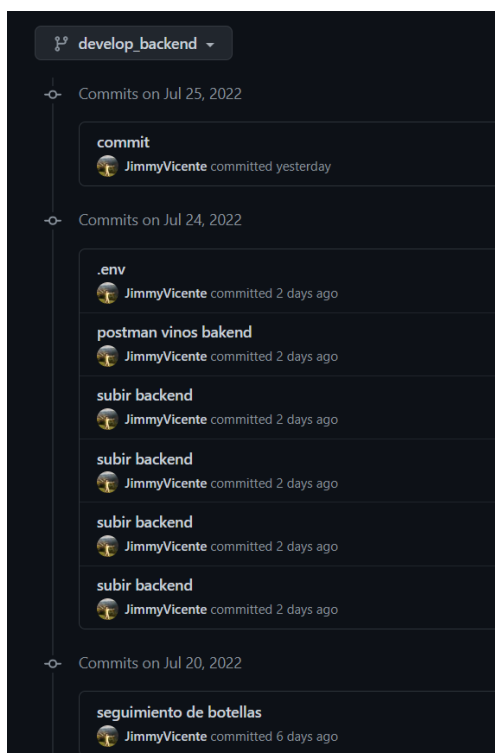 develop_backend
Commits on Jul 25, 2022
commit
JimmyVicente committed yesterday
Commits on Jul 24, 2022
.env
JimmyVicente committed 2 days ago
postman vinos bakend
JimmyVicente committed 2 days ago
subir backend
JimmyVicente committed 2 days ago
subir backend
JimmyVicente committed 2 days ago
subir backend
JimmyVicente committed 2 days ago
subir backend
JimmyVicente committed 2 days ago
Commits on Jul 20, 2022
seguimiento de botellas
JimmyVicente committed 6 days ago